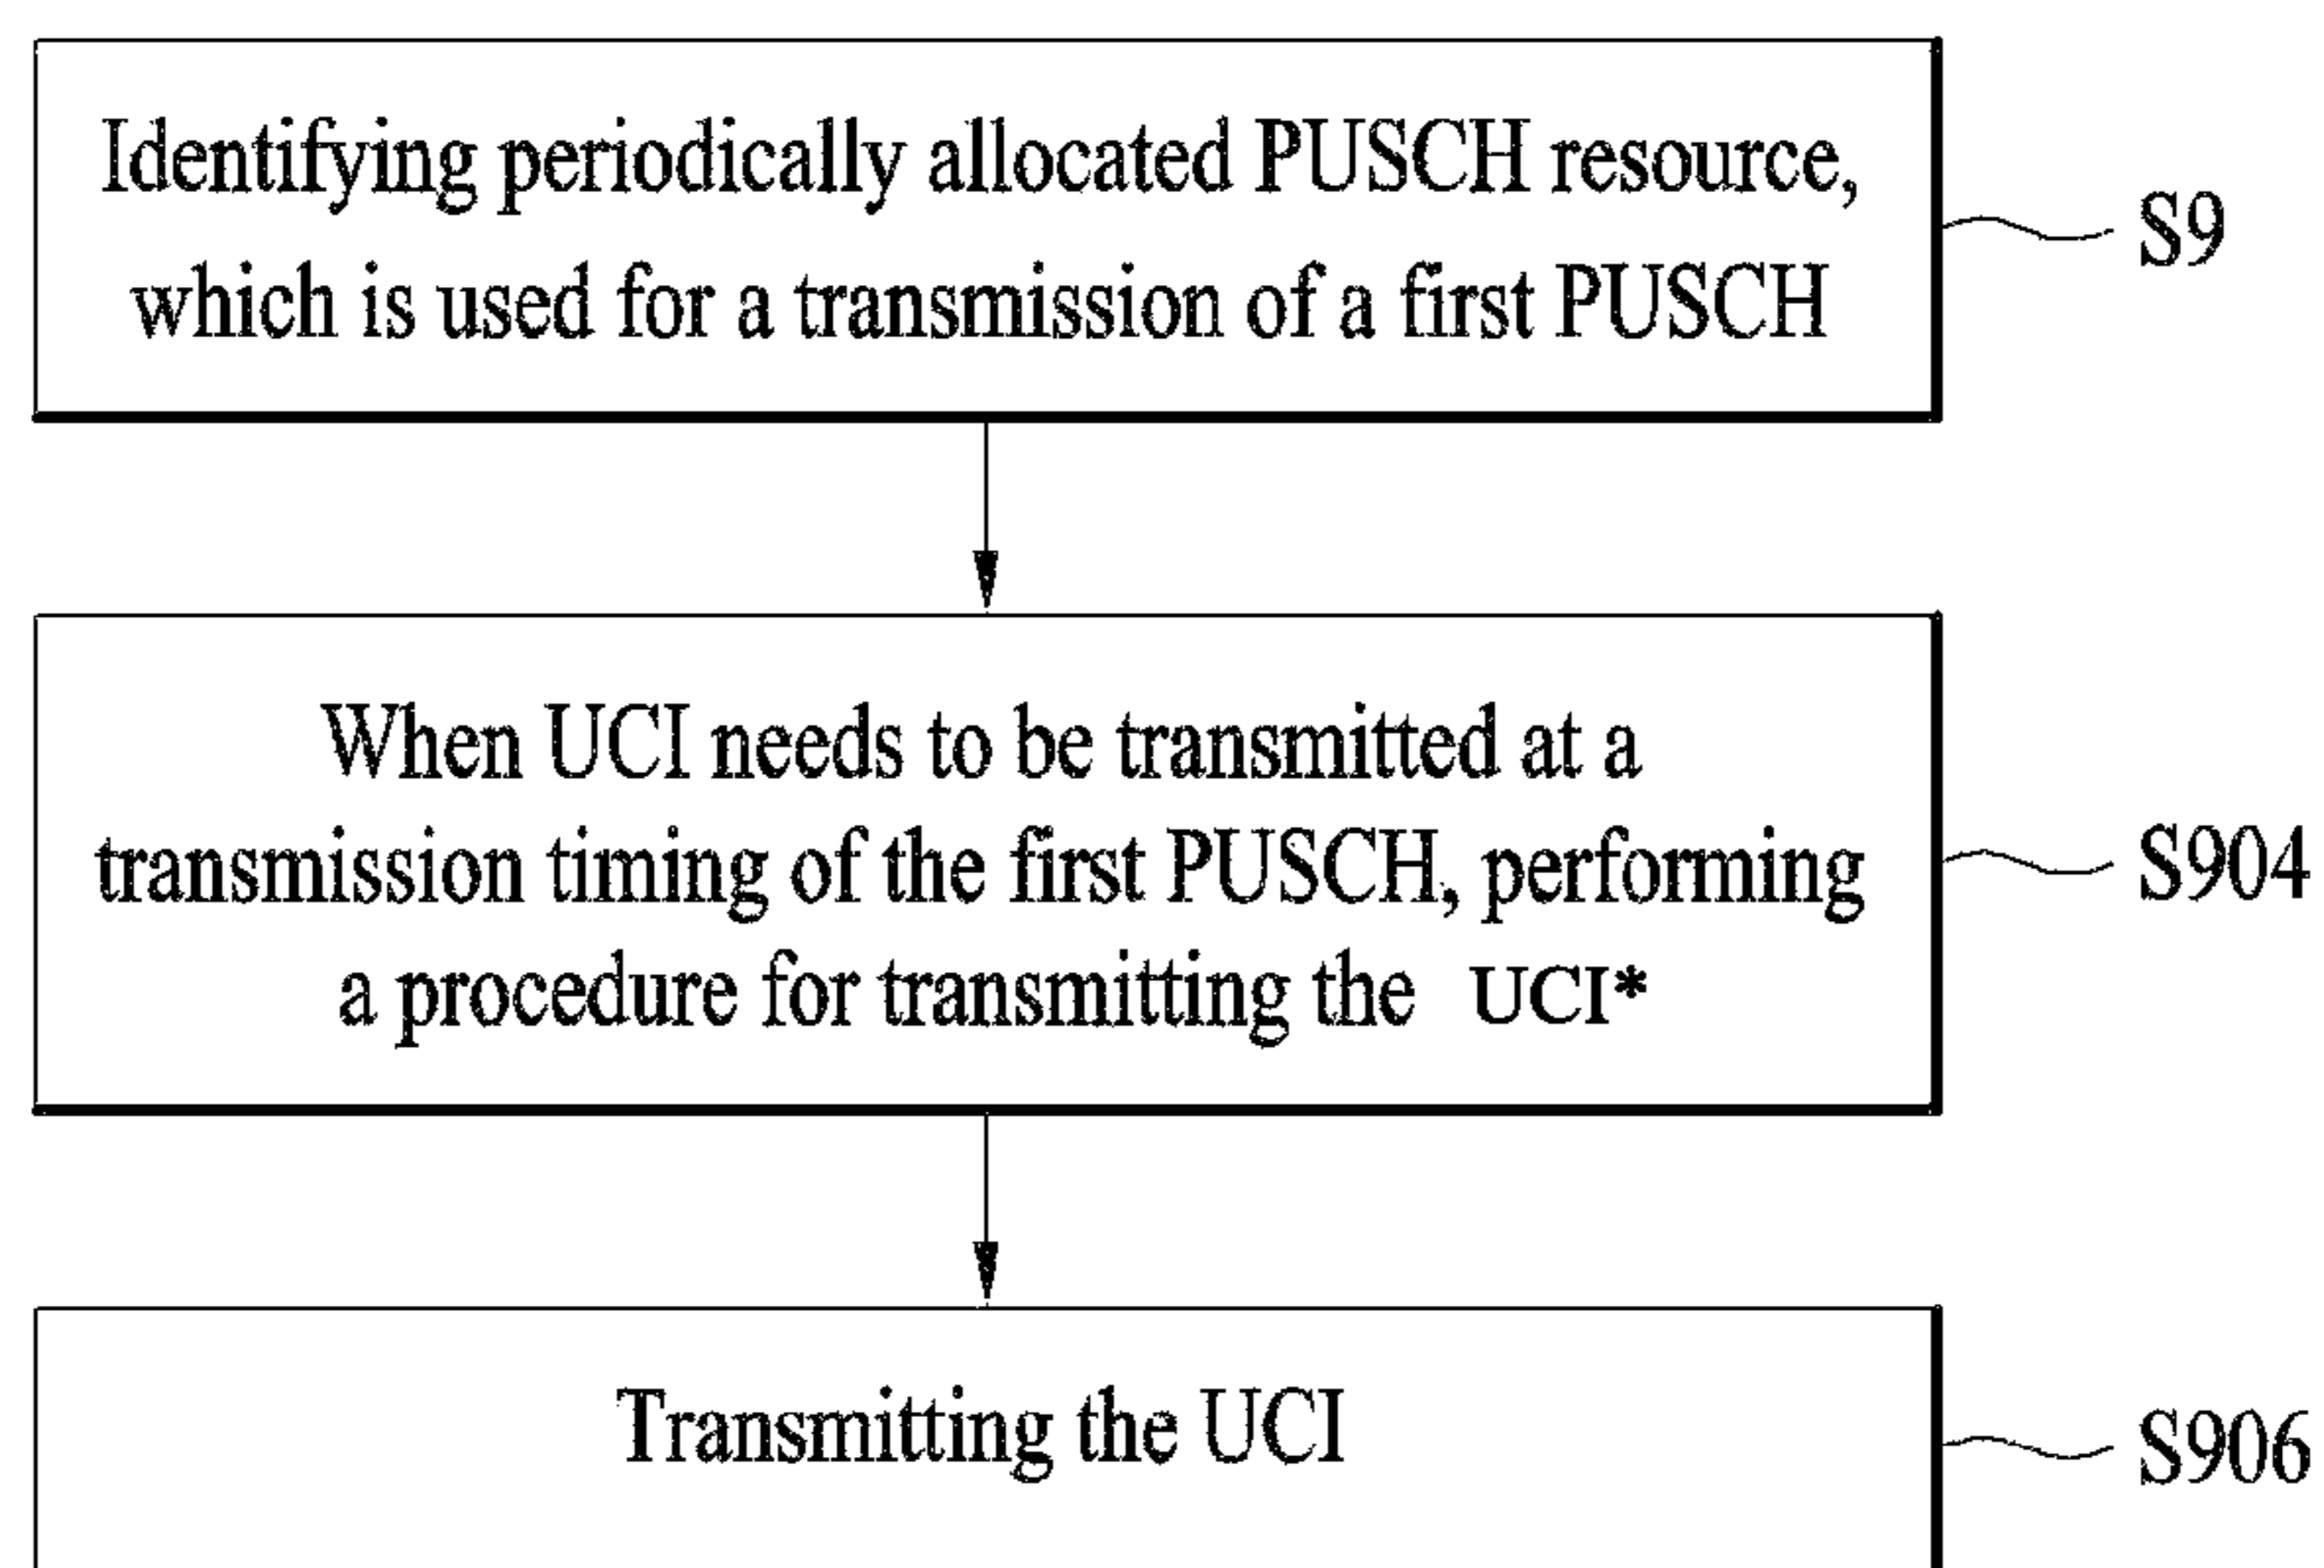 Identifying periodically allocated PUSCH resource,
which is used for a transmission of a first PUSCH
S9
When UCI needs to be transmitted at a
transmission timing of the first PUSCH, performing
a procedure for transmitting the UCI*
S904
Transmitting the UCI
S906